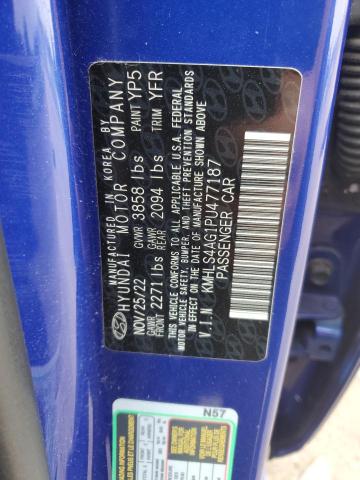 MANUFACTURED IN KOREA BY
HYUNDAI MOTOR COMPANY
NOV/25/22 GVWR 3858 lbs PAINT YP5
GAWR FRONT 2271 lbs GAWR REAR 2094 lbs TRIM YFR
THIS VEHICLE CONFORMS TO ALL APPLICABLE U.S.A. FEDERAL
MOTOR VEHICLE SAFETY, BUMPER, AND THEFT PREVENTION STANDARDS
IN EFFECT ON THE DATE OF MANUFACTURE SHOWN ABOVE
V.I.N KMHLS4AG1PU477187
PASSENGER CAR
N57